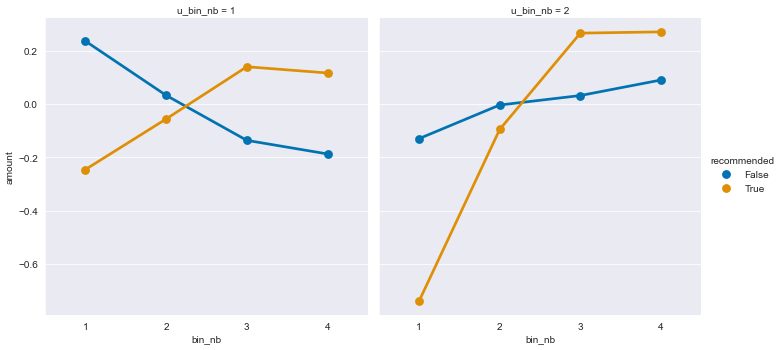 u_bin_nb = 1
u_bin_nb = 2
amount
0.2
0.0
−0.2
−0.4
−0.6
1 2 3 4
bin_nb
1 2 3 4
bin_nb
recommended
False
True